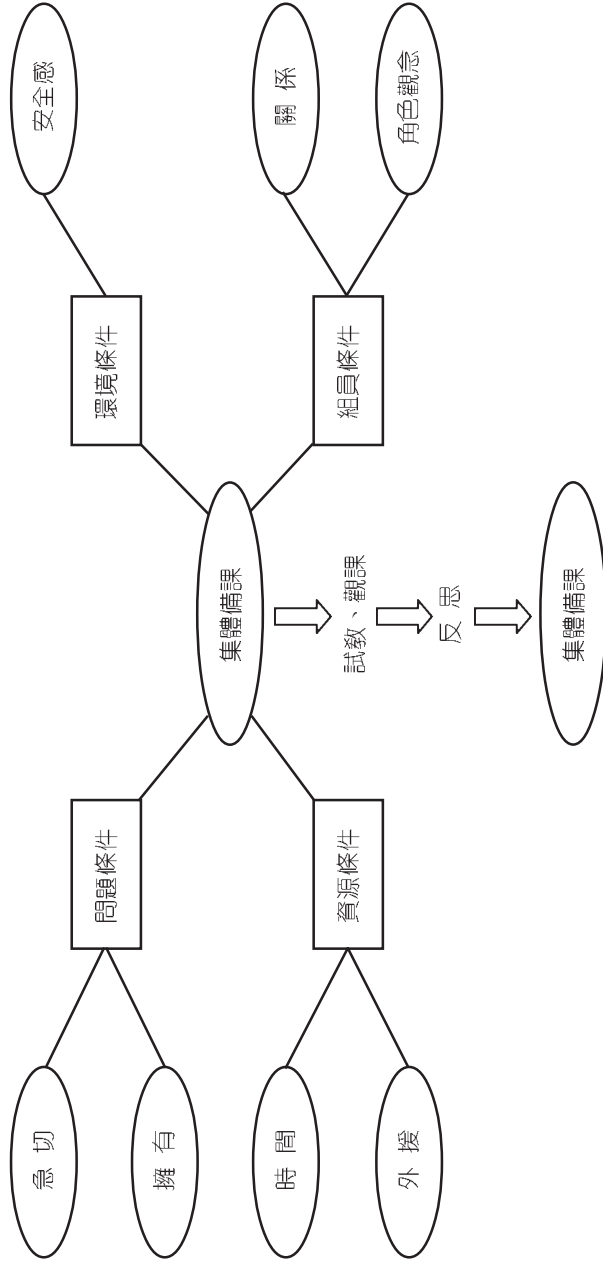 急切
安全感
問題條件
環境條件
擁有
集體備課
時間
關係
資源條件
試教、觀課
組員條件
外援
角色觀念
反思
集體備課